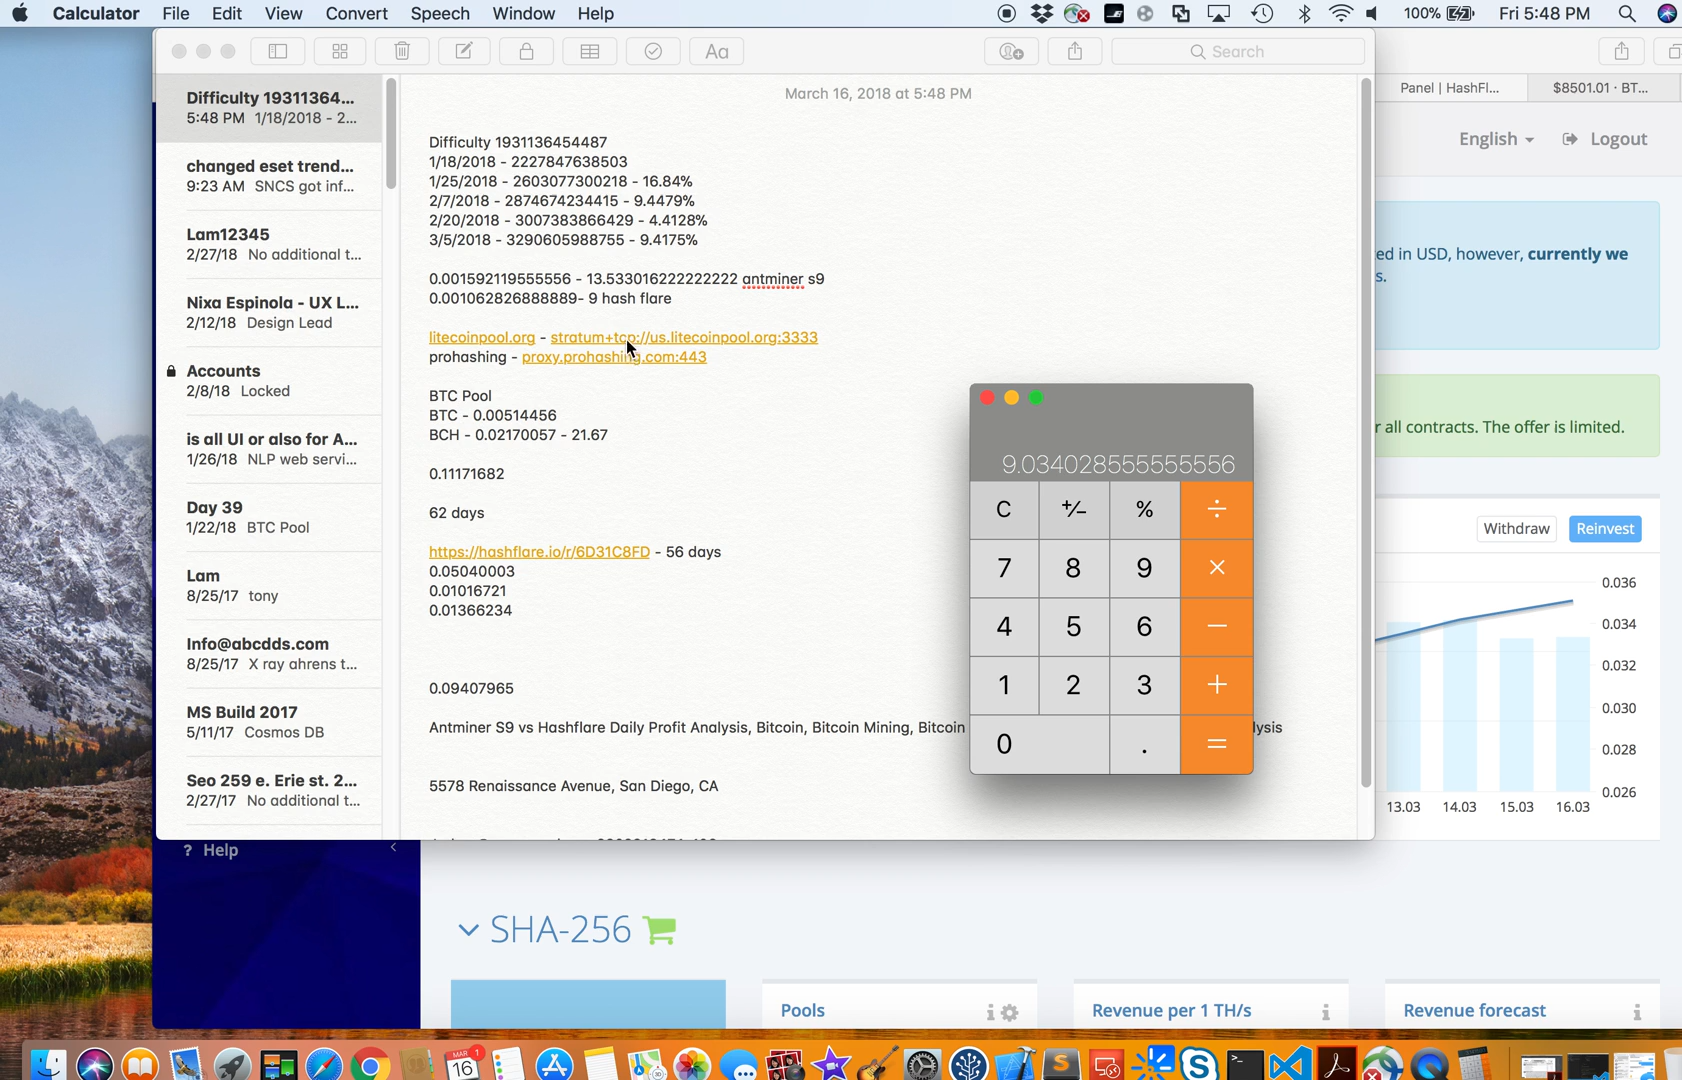 Calculator File Edit View Convert Speech Window Help 100% Fri 5:48 PM
Aa Search
Difficulty 19311364...
5:48 PM 1/18/2018 - 2...
changed eset trend...
9:23 AM SNCS got inf...
Lam12345
2/27/18 No additional t...
Nixa Espinola - UX L...
2/12/18 Design Lead
Accounts
2/8/18 Locked
is all UI or also for A...
1/26/18 NLP web servi...
Day 39
1/22/18 BTC Pool
Lam
8/25/17 tony
Info@abcdds.com
8/25/17 X ray ahrens t...
MS Build 2017
5/11/17 Cosmos DB
Seo 259 e. Erie st. 2...
2/27/17 No additional t...
March 16, 2018 at 5:48 PM
Difficulty 1931136454487
1/18/2018 - 2227847638503
1/25/2018 - 2603077300218 - 16.84%
2/7/2018 - 2874674234415 - 9.4479%
2/20/2018 - 3007383866429 - 4.4128%
3/5/2018 - 3290605988755 - 9.4175%
0.001592119555556 - 13.533016222222222 antminer s9
0.001062826888889- 9 hash flare
litecoinpool.org - stratum+tcp://us.litecoinpool.org:3333
prohashing - proxy.prohashing.com:443
BTC Pool
BTC - 0.00514456
BCH - 0.02170057 - 21.67
0.11171682
62 days
https://hashflare.io/r/6D31C8FD - 56 days
0.05040003
0.01016721
0.01366234
0.09407965
Antminer S9 vs Hashflare Daily Profit Analysis, Bitcoin, Bitcoin Mining, Bitcoin lysis
5578 Renaissance Avenue, San Diego, CA
9.034028555555556
C +/− % ÷
7 8 9 ×
4 5 6 −
1 2 3 +
0 . =
Panel | HashFl... $8501.01 · BT...
English Logout
ed in USD, however, currently we
s.
r all contracts. The offer is limited.
Withdraw Reinvest
0.036
0.034
0.032
0.030
0.028
0.026
13.03 14.03 15.03 16.03
? Help
SHA-256
Pools Revenue per 1 TH/s Revenue forecast
MAR 1
16